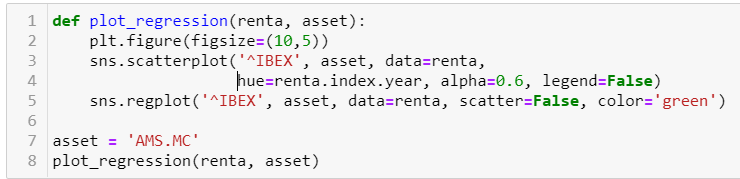 1 def plot_regression(renta, asset):
2     plt.figure(figsize=(10,5))
3     sns.scatterplot('^IBEX', asset, data=renta,
4                     hue=renta.index.year, alpha=0.6, legend=False)
5     sns.regplot('^IBEX', asset, data=renta, scatter=False, color='green')
6
7 asset = 'AMS.MC'
8 plot_regression(renta, asset)